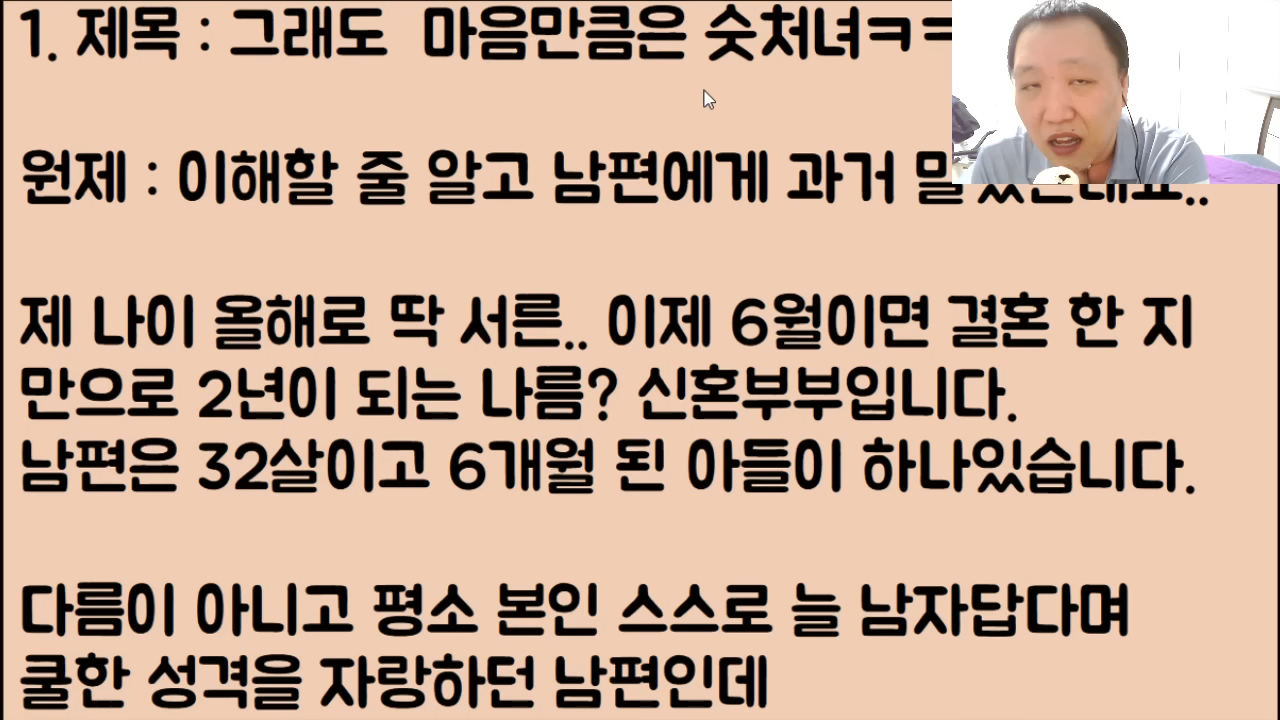 1. 제목 : 그래도 마음만큼은 숫처녀ㅋㅋ
원제 : 이해할 줄 알고 남편에게 과거
제 나이 올해로 딱 서른.. 이제 6월이면 결혼 한 지
만으로 2년이 되는 나름? 신혼부부입니다.
남편은 32살이고 6개월 된 아들이 하나있습니다.
다름이 아니고 평소 본인 스스로 늘 남자답다며
쿨한 성격을 자랑하던 남편인데